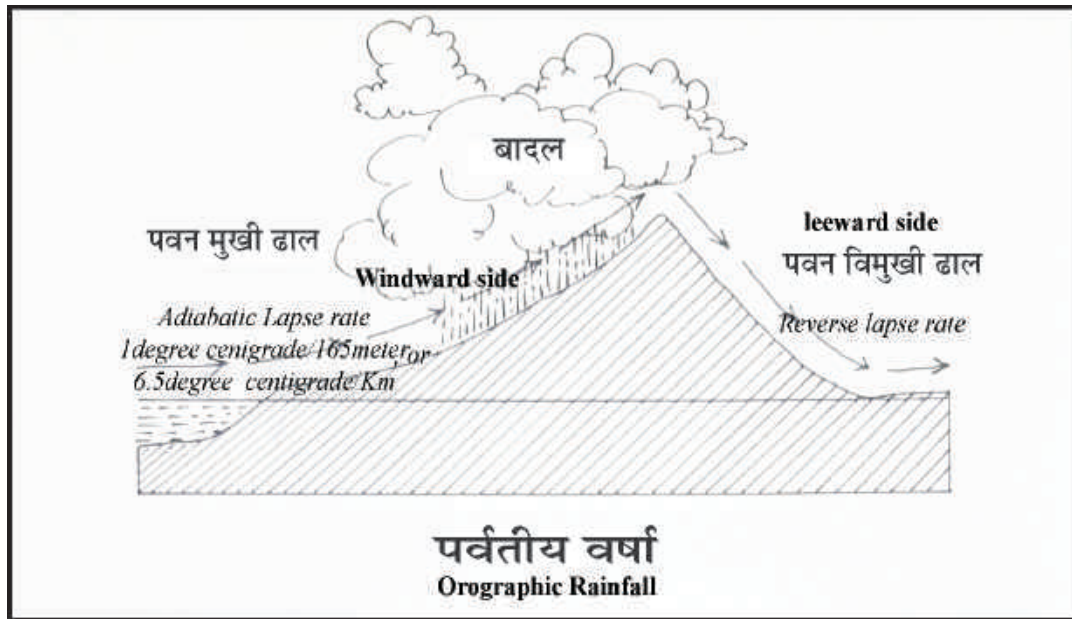 बादल
पवन मुखी ढाल
leeward side
पवन विमुखी ढाल
Windward side
Adiabatic Lapse rate
1degree cenigrade/165meter or
6.5degree centigrade/Km
Reverse lapse rate
पर्वतीय वर्षा
Orographic Rainfall